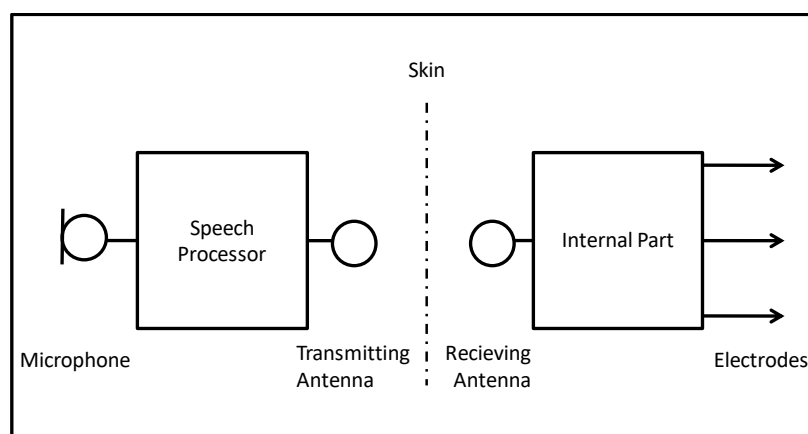 Skin
Speech
Processor
Internal Part
Microphone
Transmitting
Antenna
Recieving
Antenna
Electrodes